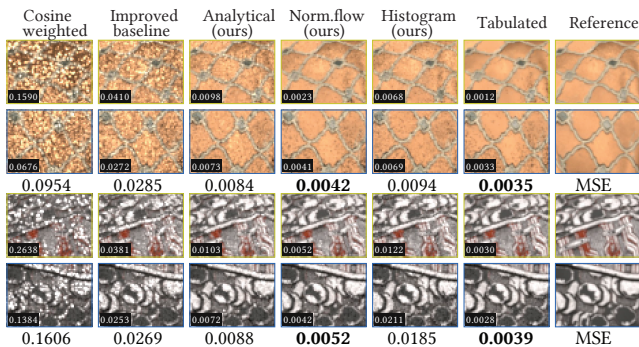 Cosine weighted Improved baseline Analytical (ours) Norm.flow (ours) Histogram (ours) Tabulated Reference
0.1590 0.0410 0.0098 0.0023 0.0068 0.0012
0.0676 0.0272 0.0073 0.0041 0.0069 0.0033
0.0954 0.0285 0.0084 0.0042 0.0094 0.0035 MSE
0.2638 0.0381 0.0103 0.0052 0.0122 0.0030
0.1384 0.0253 0.0072 0.0042 0.0211 0.0028
0.1606 0.0269 0.0088 0.0052 0.0185 0.0039 MSE